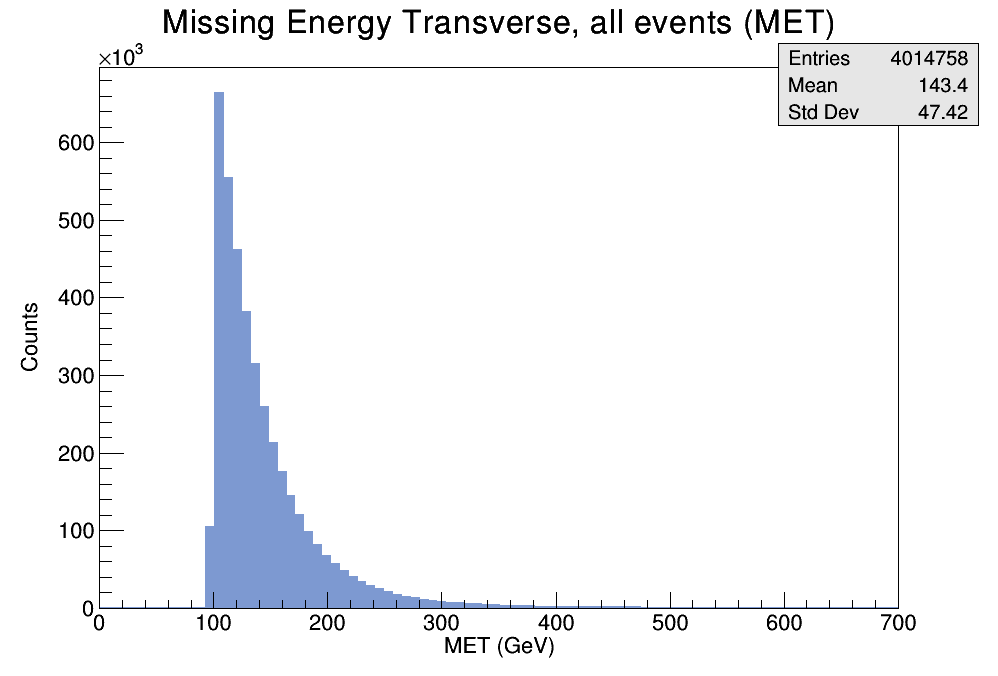 Missing Energy Transverse, all events (MET)
×10³
Entries 4014758
Mean 143.4
Std Dev 47.42
600
500
400
300
200
100
0
Counts
0 100 200 300 400 500 600 700
MET (GeV)